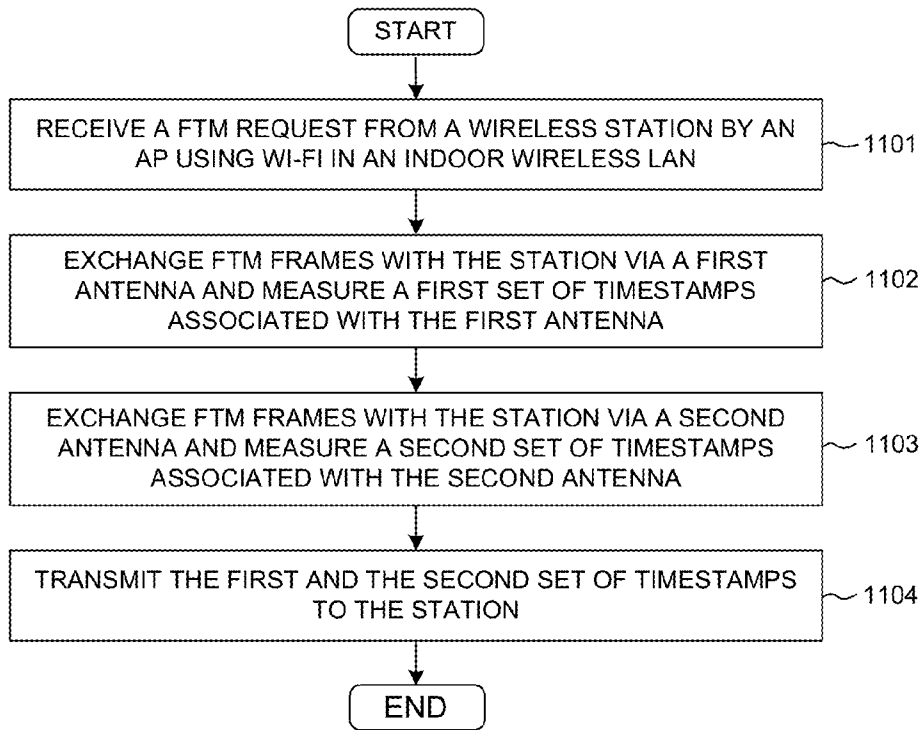 START
RECEIVE A FTM REQUEST FROM A WIRELESS STATION BY AN
AP USING WI-FI IN AN INDOOR WIRELESS LAN
1101
EXCHANGE FTM FRAMES WITH THE STATION VIA A FIRST
ANTENNA AND MEASURE A FIRST SET OF TIMESTAMPS
ASSOCIATED WITH THE FIRST ANTENNA
1102
EXCHANGE FTM FRAMES WITH THE STATION VIA A SECOND
ANTENNA AND MEASURE A SECOND SET OF TIMESTAMPS
ASSOCIATED WITH THE SECOND ANTENNA
1103
TRANSMIT THE FIRST AND THE SECOND SET OF TIMESTAMPS
TO THE STATION
1104
END